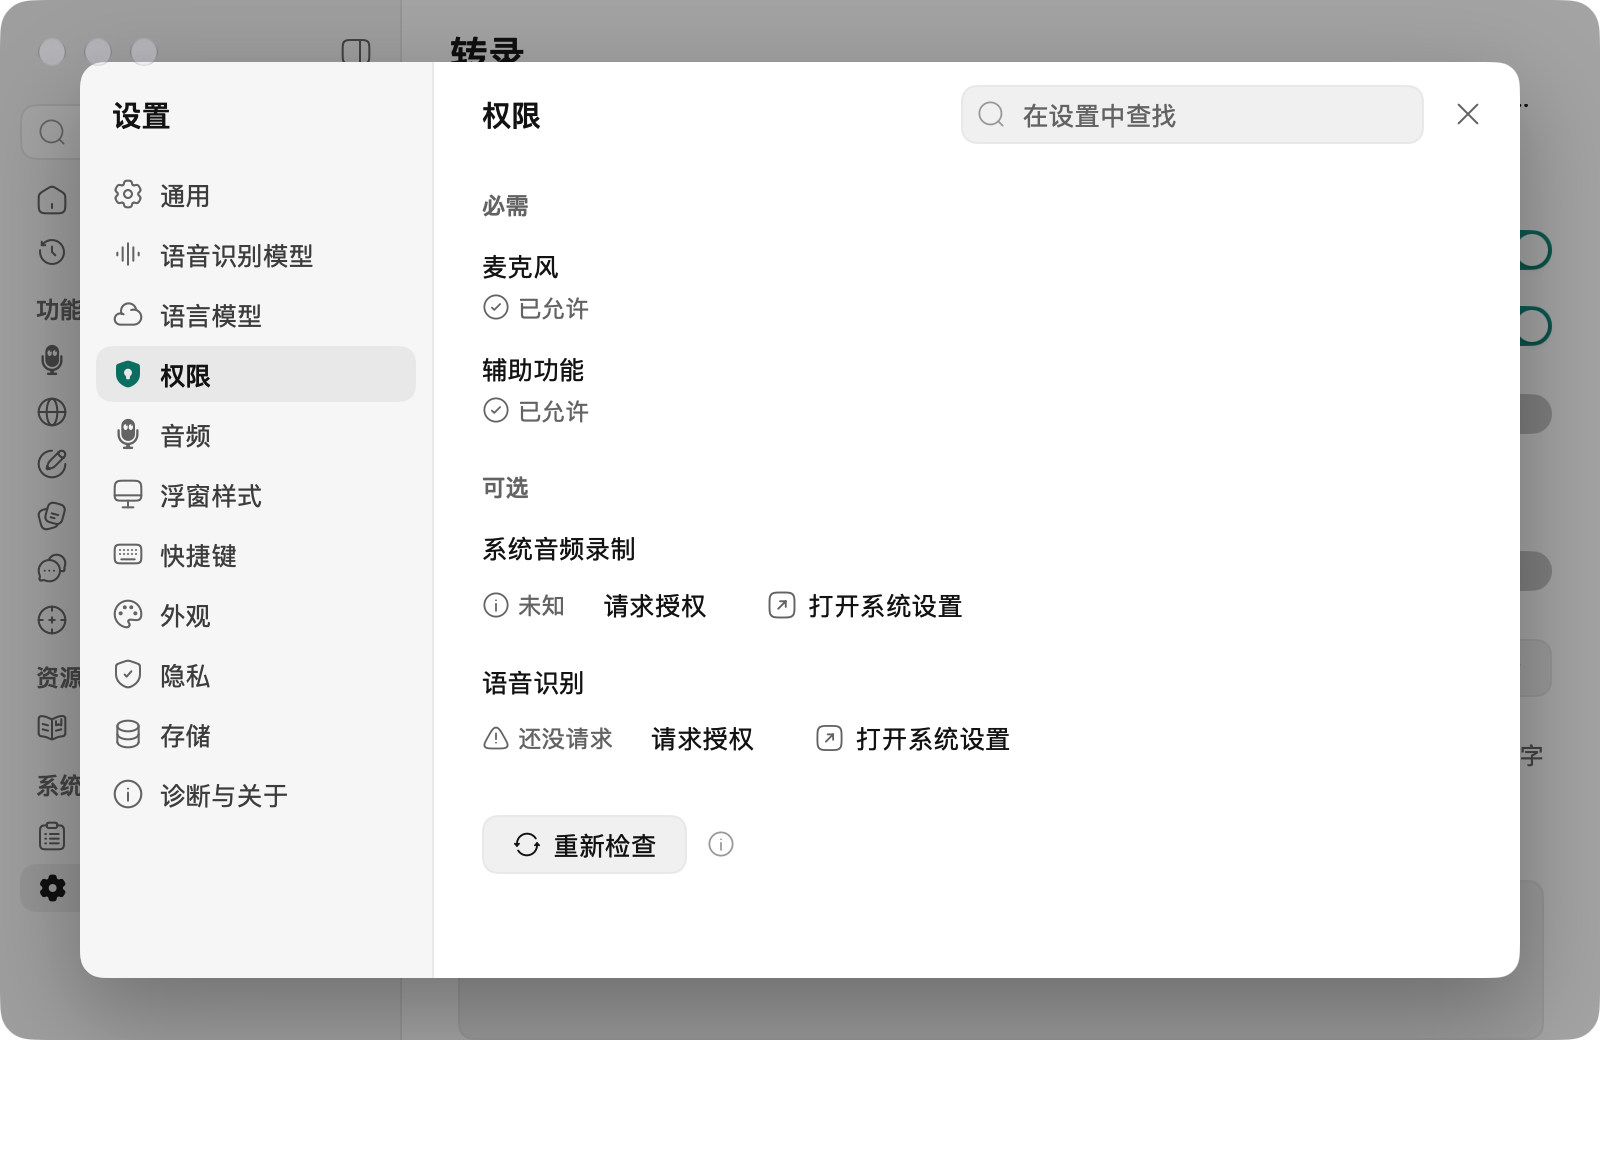 转录
设置
权限
在设置中查找
通用
语音识别模型
语言模型
权限
音频
浮窗样式
快捷键
外观
隐私
存储
诊断与关于
必需
麦克风
已允许
辅助功能
已允许
可选
系统音频录制
未知 请求授权 打开系统设置
语音识别
还没请求 请求授权 打开系统设置
重新检查
功能
资源
系统
字